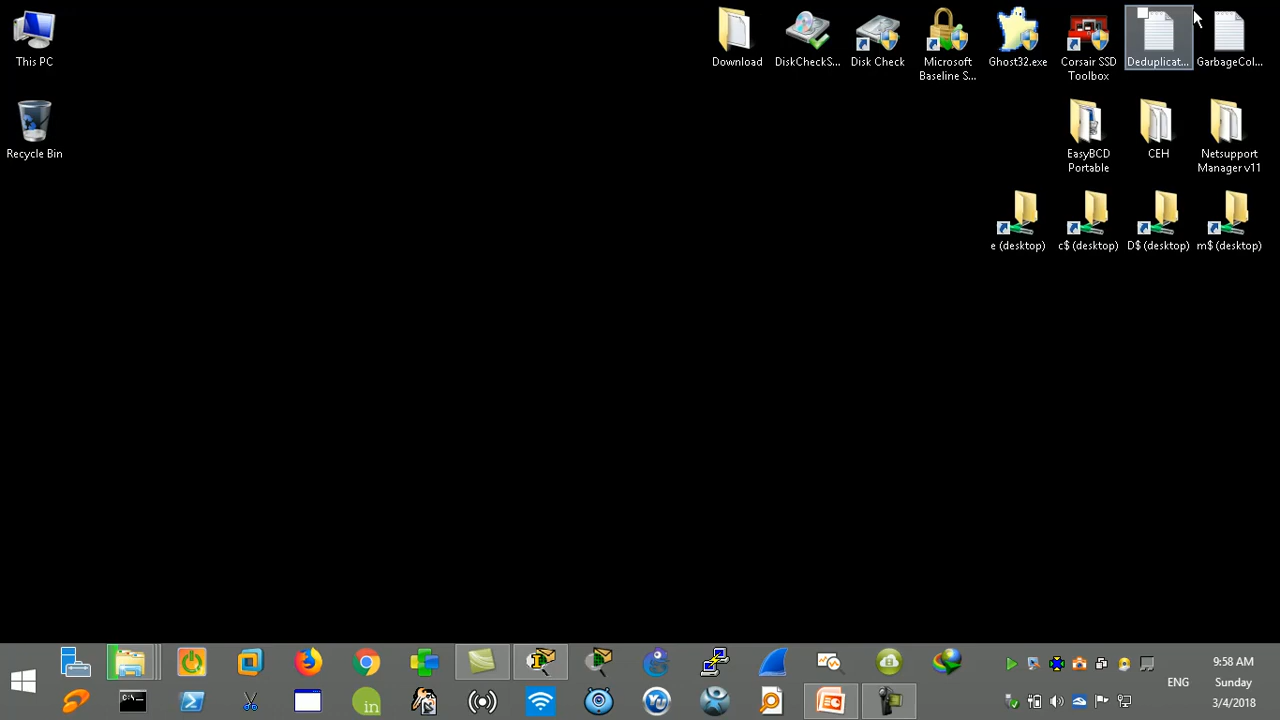 This PC
Download
DiskCheckS...
Disk Check
Microsoft
Baseline S...
Ghost32.exe
Corsair SSD
Toolbox
Deduplicat...
GarbageCol...
Recycle Bin
EasyBCD
Portable
CEH
Netsupport
Manager v11
e (desktop)
c$ (desktop)
D$ (desktop)
m$ (desktop)
9:58 AM
ENG
Sunday
in
3/4/2018